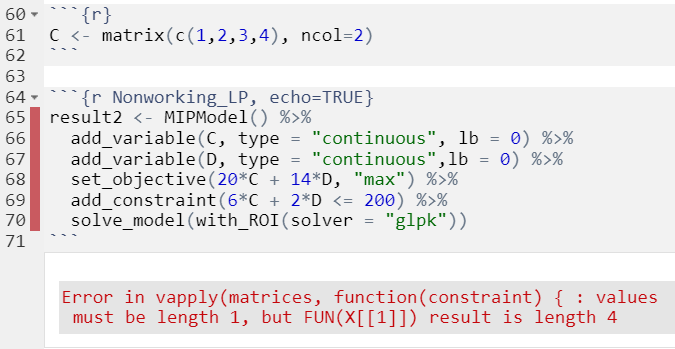 60 ```{r}
61 C <- matrix(c(1,2,3,4), ncol=2)
62 ```
63
64 ```{r Nonworking_LP, echo=TRUE}
65 result2 <- MIPModel() %>%
66   add_variable(C, type = "continuous", lb = 0) %>%
67   add_variable(D, type = "continuous",lb = 0) %>%
68   set_objective(20*C + 14*D, "max") %>%
69   add_constraint(6*C + 2*D <= 200) %>%
70   solve_model(with_ROI(solver = "glpk"))
71 ```
Error in vapply(matrices, function(constraint) { : values
must be length 1, but FUN(X[[1]]) result is length 4